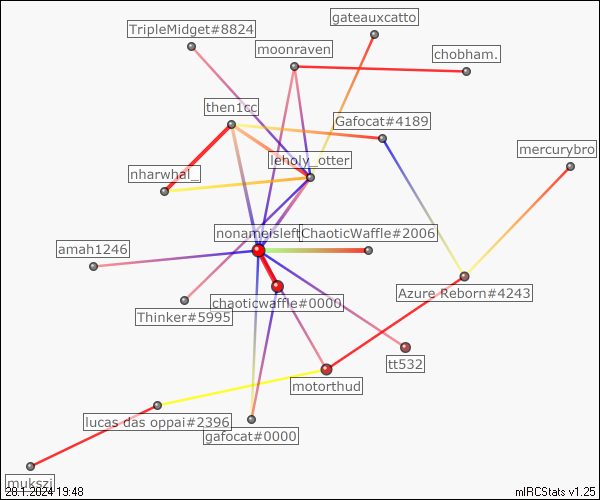 gateauxcatto
TripleMidget#8824
moonraven
chobham.
then1cc
Gafocat#4189
mercurybro
leholy_otter
nharwhal_
nonameisleft
ChaoticWaffle#2006
amah1246
Azure Reborn#4243
chaoticwaffle#0000
Thinker#5995
tt532
motorthud
lucas das oppai#2396
gafocat#0000
mukszi
28.1.2024 19:48
mIRCStats v1.25